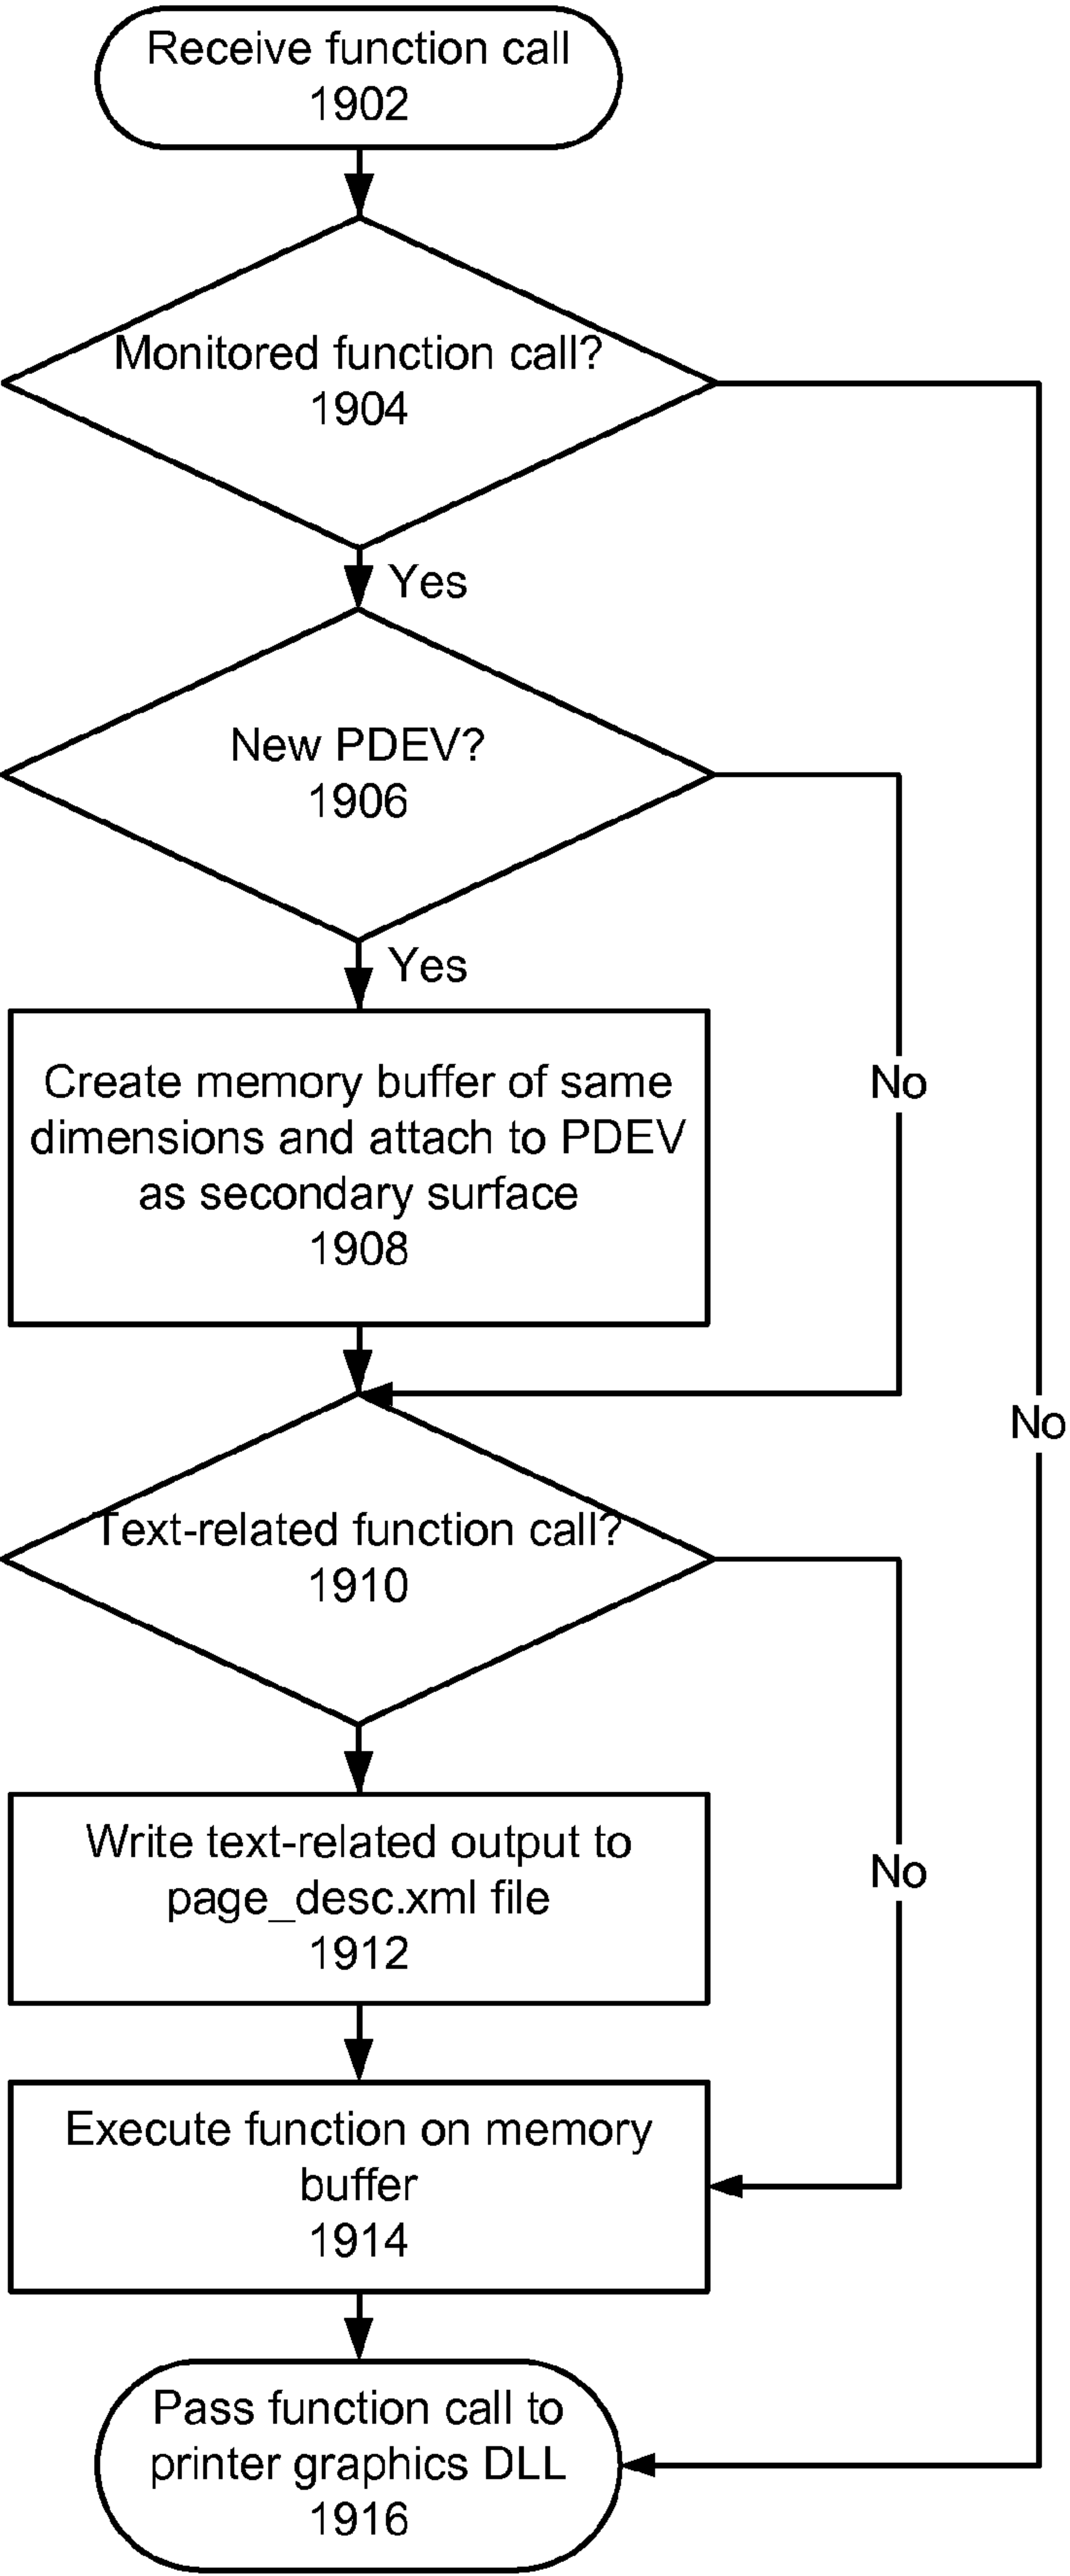 Receive function call
1902
Monitored function call?
1904
Yes
New PDEV?
1906
Yes
Create memory buffer of same
dimensions and attach to PDEV
as secondary surface
1908
No
No
Text-related function call?
1910
Write text-related output to
page_desc.xml file
1912
No
Execute function on memory
buffer
1914
Pass function call to
printer graphics DLL
1916